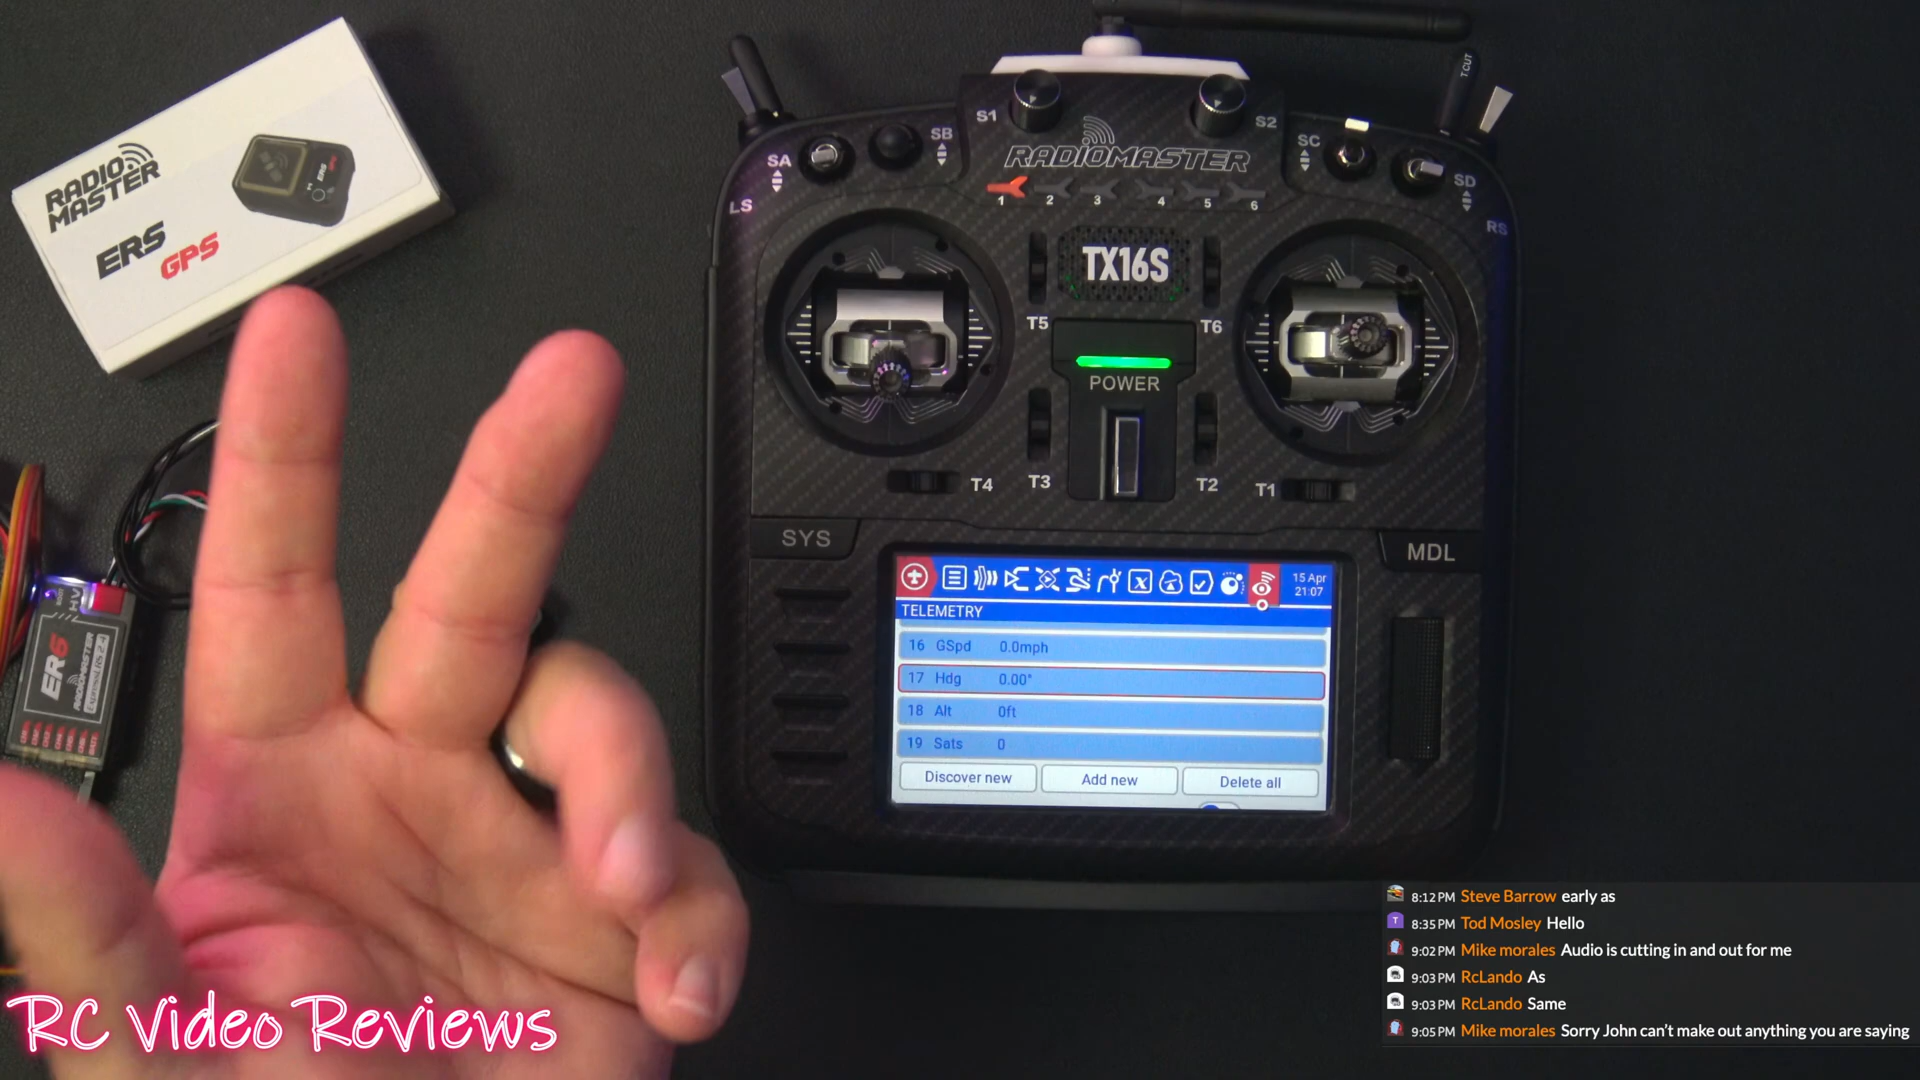 RADIO
MASTER
ERS
GPS
T.CUT
S1
S2
SA
SB
SC
SD
LS
RS
RADIOMASTER
1 2 3 4 5 6
TX16S
T5
T6
POWER
T4
T3
T2
T1
SYS
MDL
15 Apr
21:07
TELEMETRY
16 GSpd 0.0mph
17 Hdg 0.00°
18 Alt 0ft
19 Sats 0
Discover new
Add new
Delete all
HV
ER6
RADIOMASTER
8:12 PM Steve Barrow early as
8:35 PM Tod Mosley Hello
9:02 PM Mike morales Audio is cutting in and out for me
9:03 PM RcLando As
9:03 PM RcLando Same
9:05 PM Mike morales Sorry John can't make out anything you are saying
RC Video Reviews